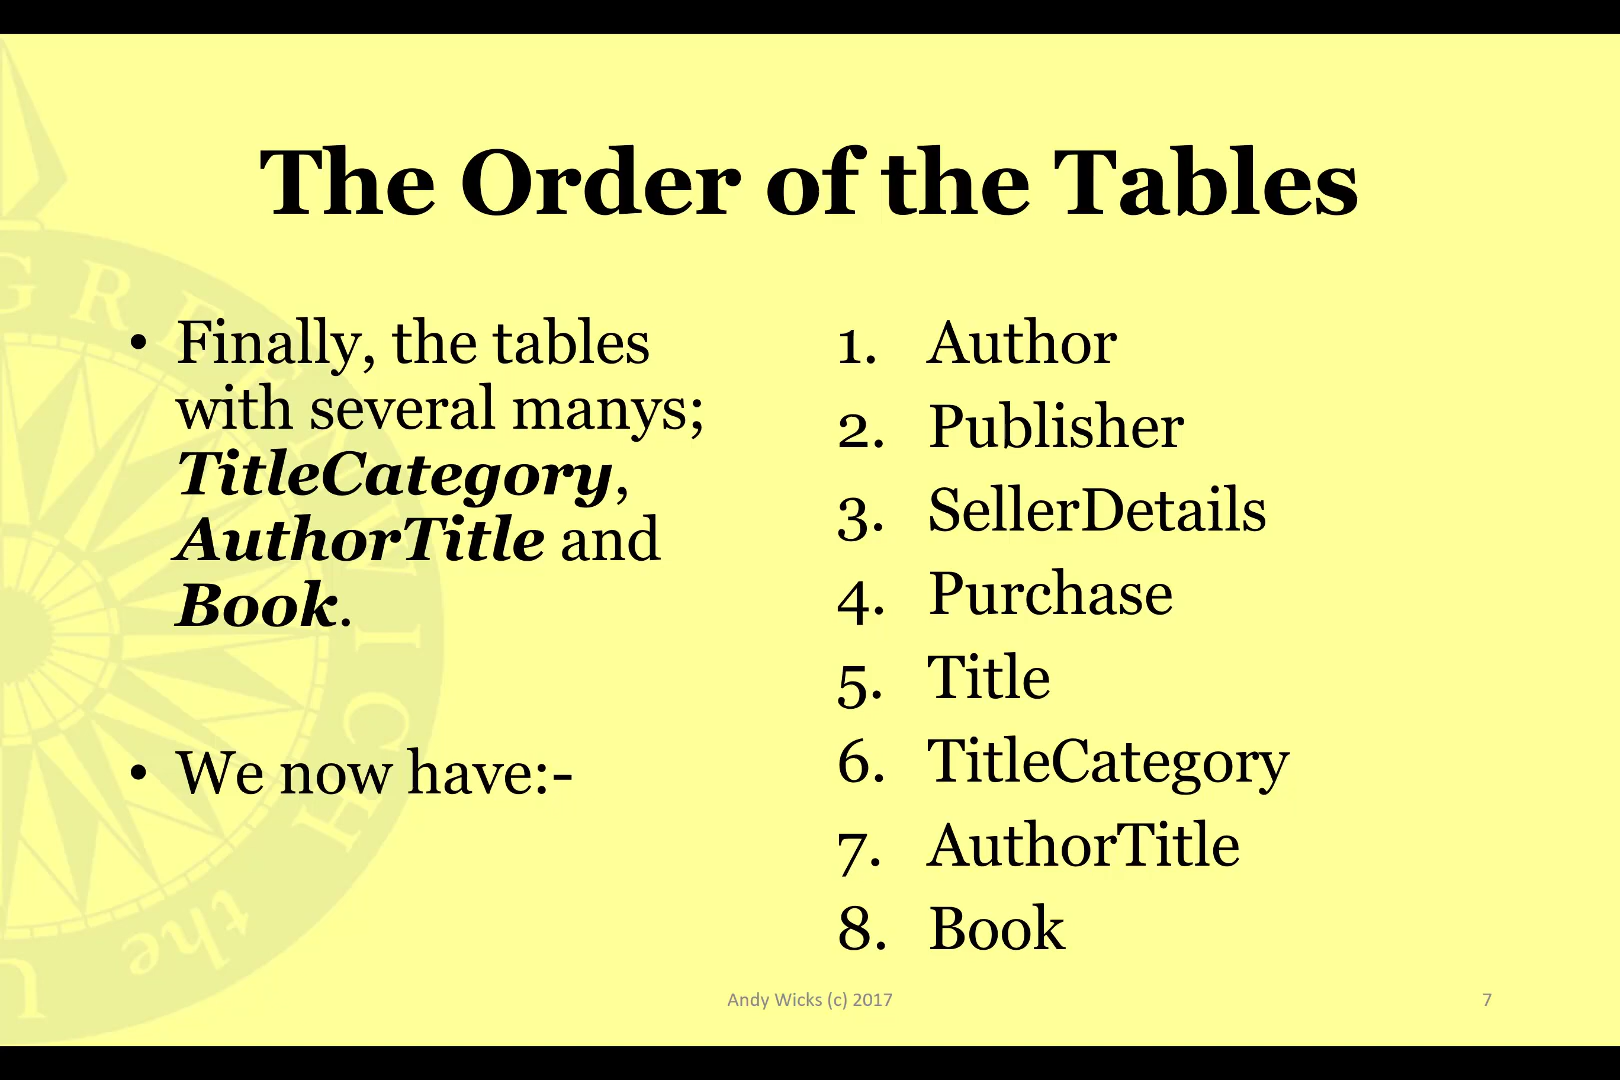 The Order of the Tables
• Finally, the tables
with several manys;
TitleCategory,
AuthorTitle and
Book.
• We now have:-
1. Author
2. Publisher
3. SellerDetails
4. Purchase
5. Title
6. TitleCategory
7. AuthorTitle
8. Book
Andy Wicks (c) 2017
7
GREENWICH
the
U